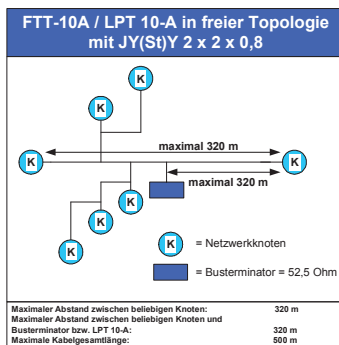 FTT-10A / LPT 10-A in freier Topologie
mit JY(St)Y 2 x 2 x 0,8
K
K
maximal 320 m
K
K
maximal 320 m
K
K
K
K = Netzwerkknoten
= Busterminator = 52,5 Ohm
Maximaler Abstand zwischen beliebigen Knoten: 320 m
Maximaler Abstand zwischen beliebigen Knoten und
Busterminator bzw. LPT 10-A: 320 m
Maximale Kabelgesamtlänge: 500 m